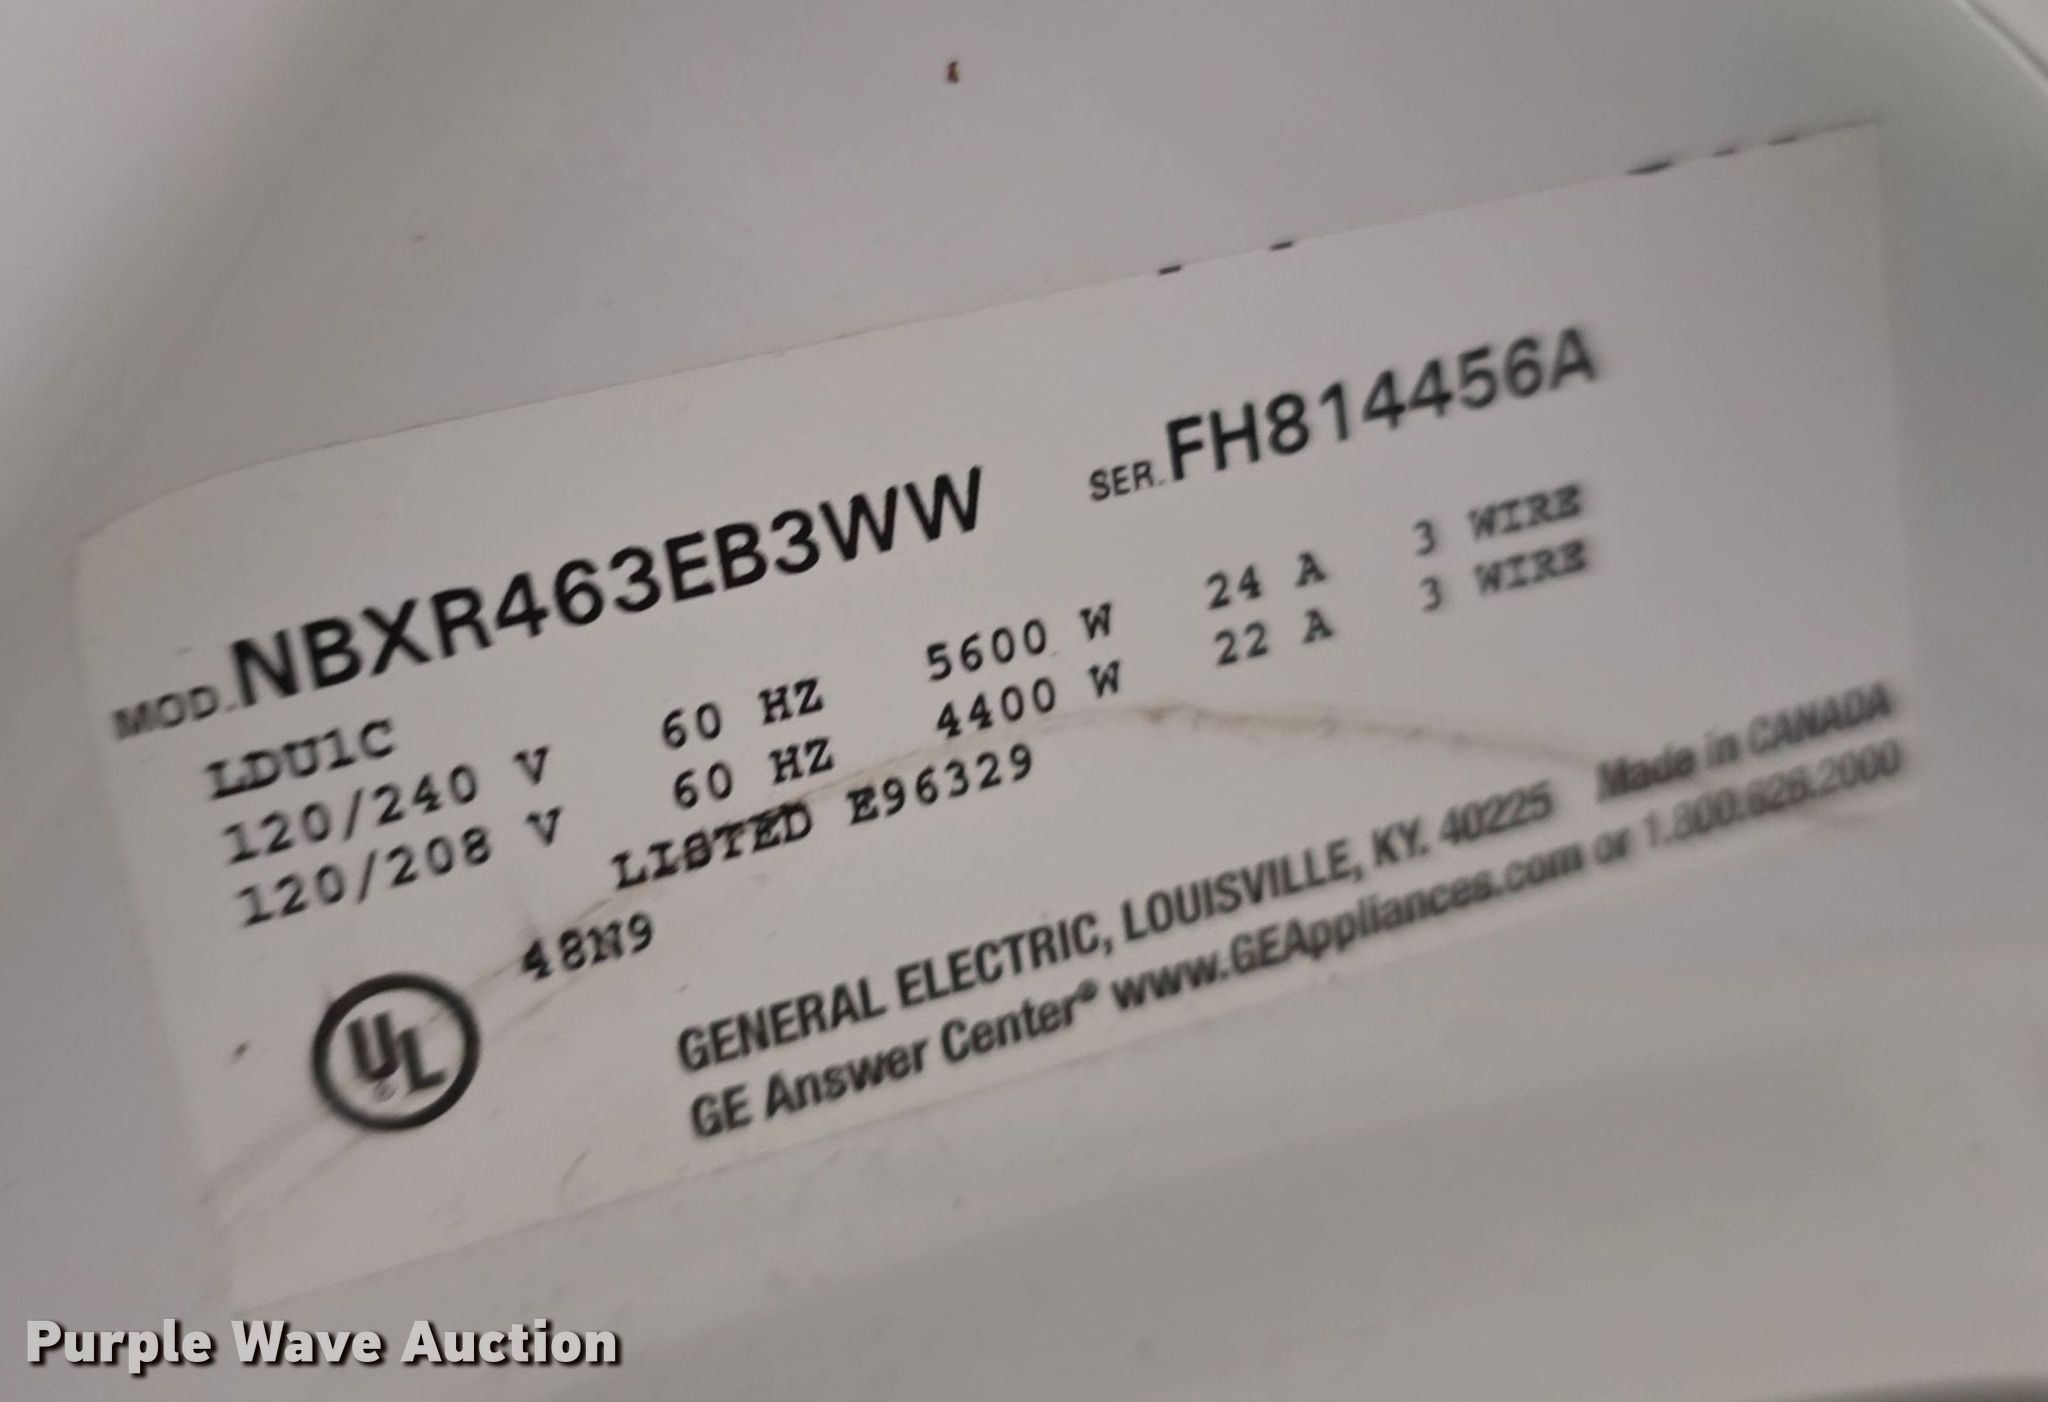 MOD. NBXR463EB3WW SER. FH814456A
LDU1C
120/240 V 60 HZ 5600 W 24 A 3 WIRE
120/208 V 60 HZ 4400 W 22 A 3 WIRE
LISTED E96329
48N9
UL
GENERAL ELECTRIC, LOUISVILLE, KY. 40225 Made in CANADA
GE Answer Center® www.GEAppliances.com or 1.800.626.2000
Purple Wave Auction